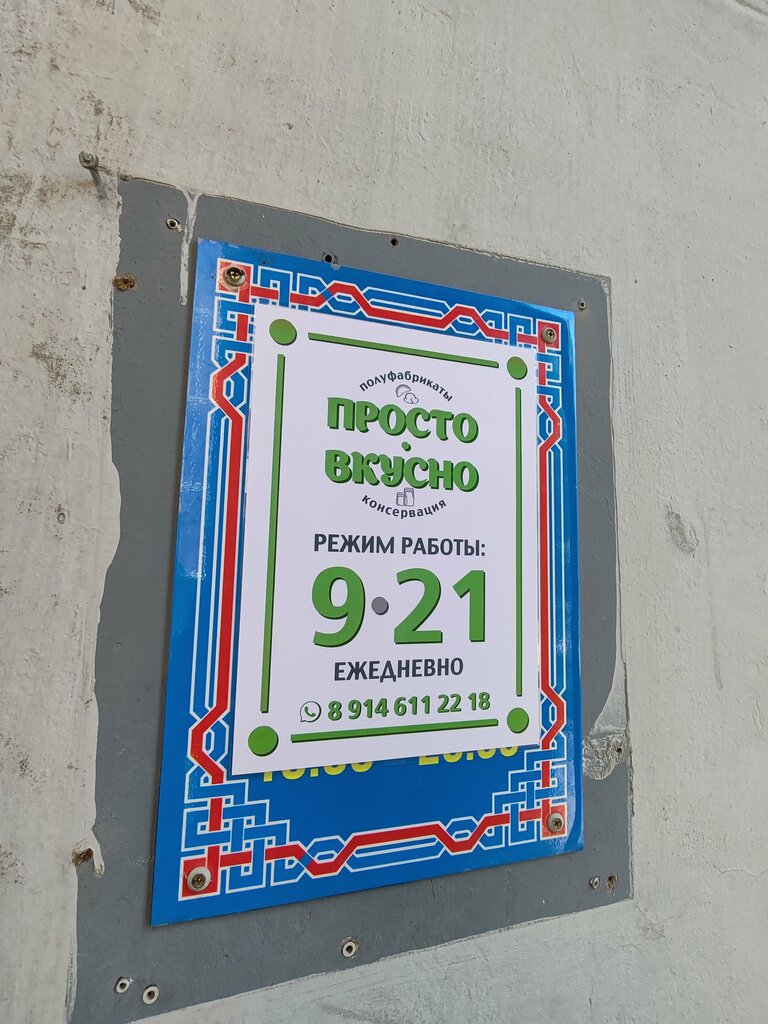 полуфабрикаты
ПРОСТО
ВКУСНО
консервация
РЕЖИМ РАБОТЫ:
9•21
ЕЖЕДНЕВНО
8 914 611 22 18